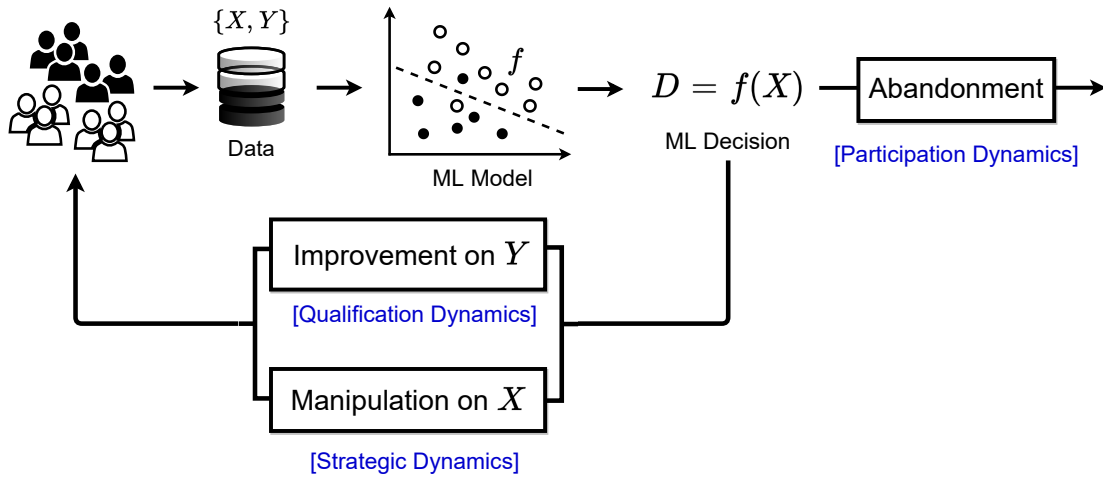 {X, Y}
Data
f
ML Model
D = f(X)
ML Decision
Abandonment
[Participation Dynamics]
Improvement on Y
[Qualification Dynamics]
Manipulation on X
[Strategic Dynamics]